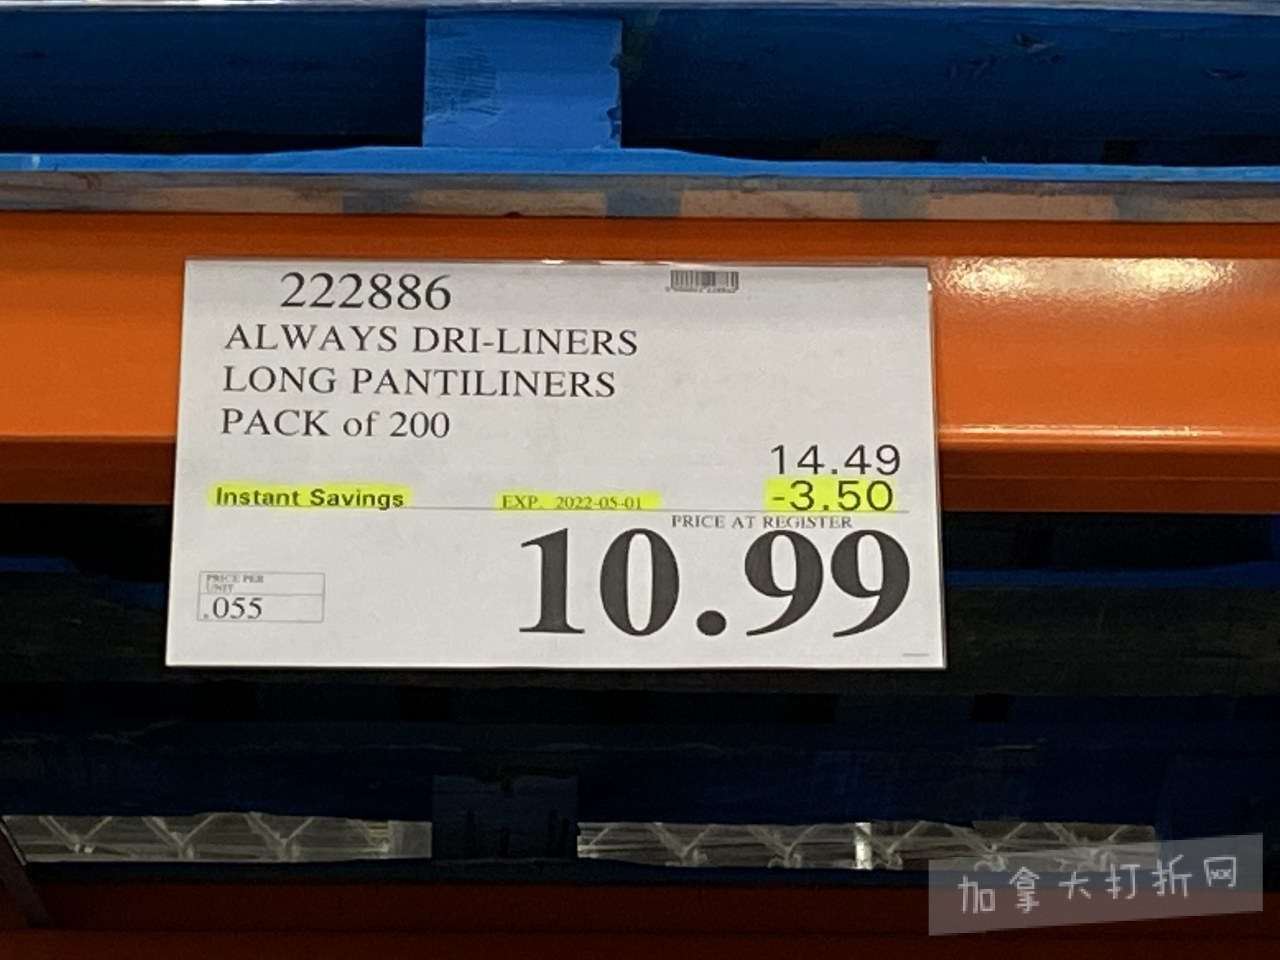 222886
ALWAYS DRI-LINERS
LONG PANTILINERS
PACK of 200
14.49
Instant Savings EXP. 2022-05-01 -3.50
PRICE AT REGISTER
10.99
PRICE PER
UNIT
.055
加拿大打折网